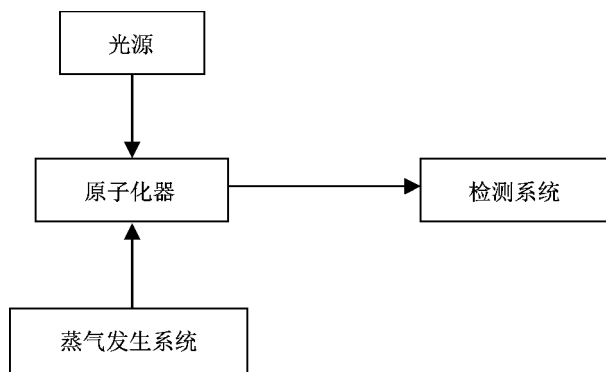 光源
原子化器
检测系统
蒸气发生系统